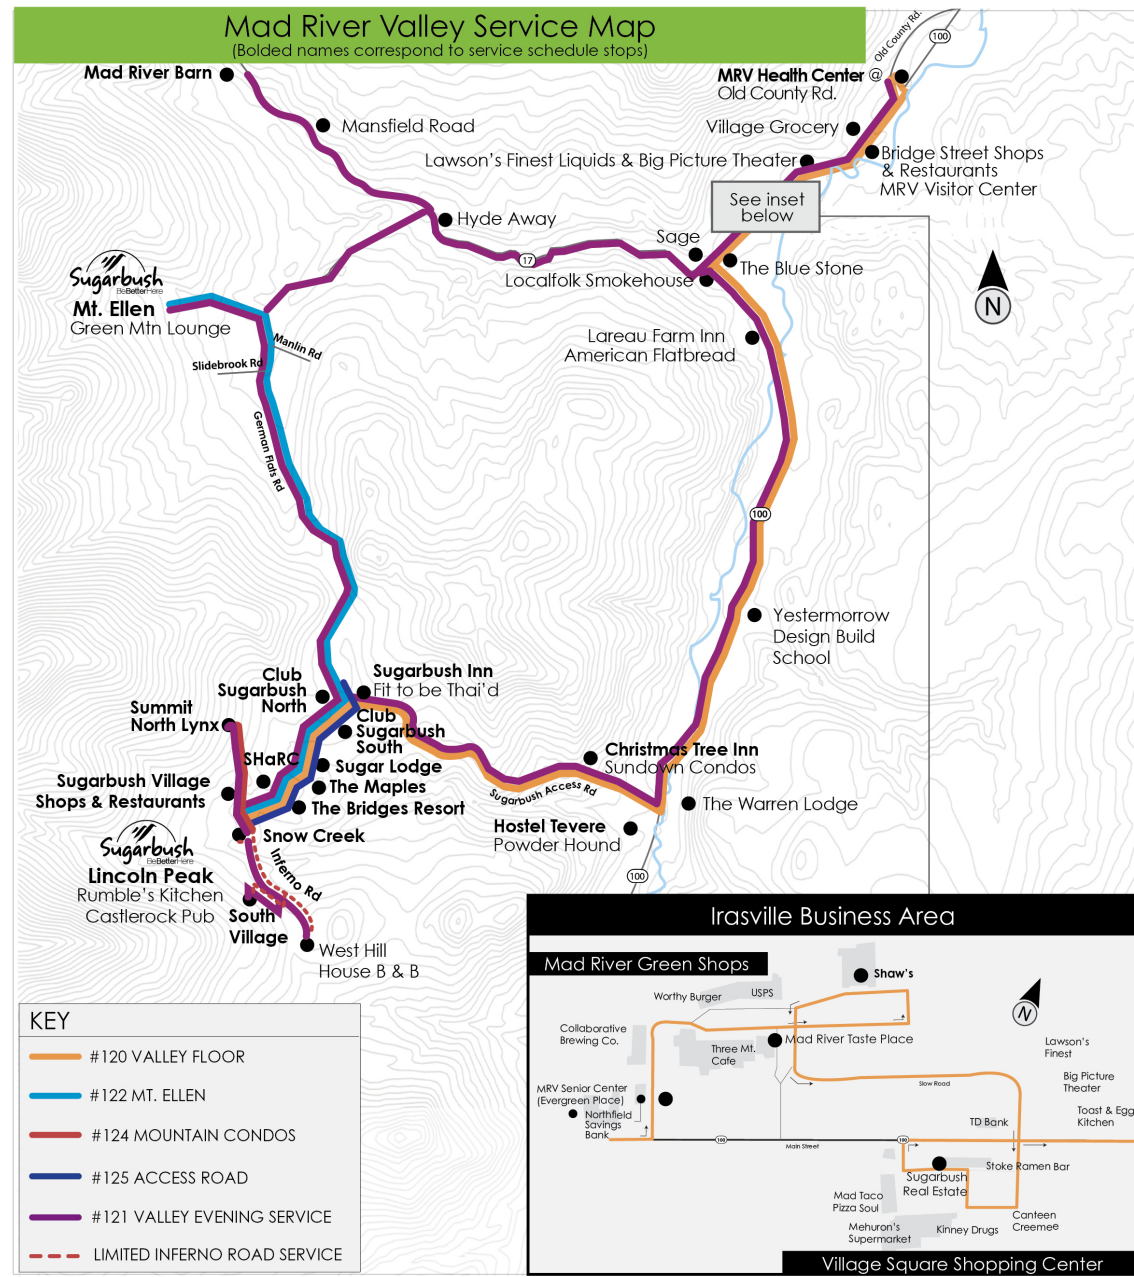 Mad River Valley Service Map
(Bolded names correspond to service schedule stops)
Old County Rd.
100
Mad River Barn
MRV Health Center @
Old County Rd.
Mansfield Road
Village Grocery
Lawson's Finest Liquids & Big Picture Theater
Bridge Street Shops
& Restaurants
MRV Visitor Center
See inset
below
Hyde Away
Sage
17
The Blue Stone
Localfolk Smokehouse
Sugarbush
BeBetterHere
Mt. Ellen
Green Mtn Lounge
N
Manlin Rd
Slidebrook Rd
Lareau Farm Inn
American Flatbread
German Flats Rd
100
Yestermorrow
Design Build
School
Club
Sugarbush
North
Sugarbush Inn
Fit to be Thai'd
Summit
North Lynx
Club
Sugarbush
South
SHaRC
Sugar Lodge
The Maples
The Bridges Resort
Sugarbush Village
Shops & Restaurants
Christmas Tree Inn
Sundown Condos
Sugarbush Access Rd
The Warren Lodge
Hostel Tevere
Powder Hound
Snow Creek
Sugarbush
BeBetterHere
Lincoln Peak
Rumble's Kitchen
Castlerock Pub
Inferno Rd
100
South
Village
West Hill
House B & B
KEY
#120 VALLEY FLOOR
#122 MT. ELLEN
#124 MOUNTAIN CONDOS
#125 ACCESS ROAD
#121 VALLEY EVENING SERVICE
LIMITED INFERNO ROAD SERVICE
Irasville Business Area
Mad River Green Shops
Shaw's
Worthy Burger
USPS
N
Collaborative
Brewing Co.
Three Mt.
Cafe
Mad River Taste Place
Lawson's
Finest
Big Picture
Theater
Slow Road
MRV Senior Center
(Evergreen Place)
Northfield
Savings
Bank
Toast & Egg
Kitchen
TD Bank
100
Main Street
100
Stoke Ramen Bar
Sugarbush
Real Estate
Mad Taco
Pizza Soul
Mehuron's
Supermarket
Kinney Drugs
Canteen
Creemee
Village Square Shopping Center